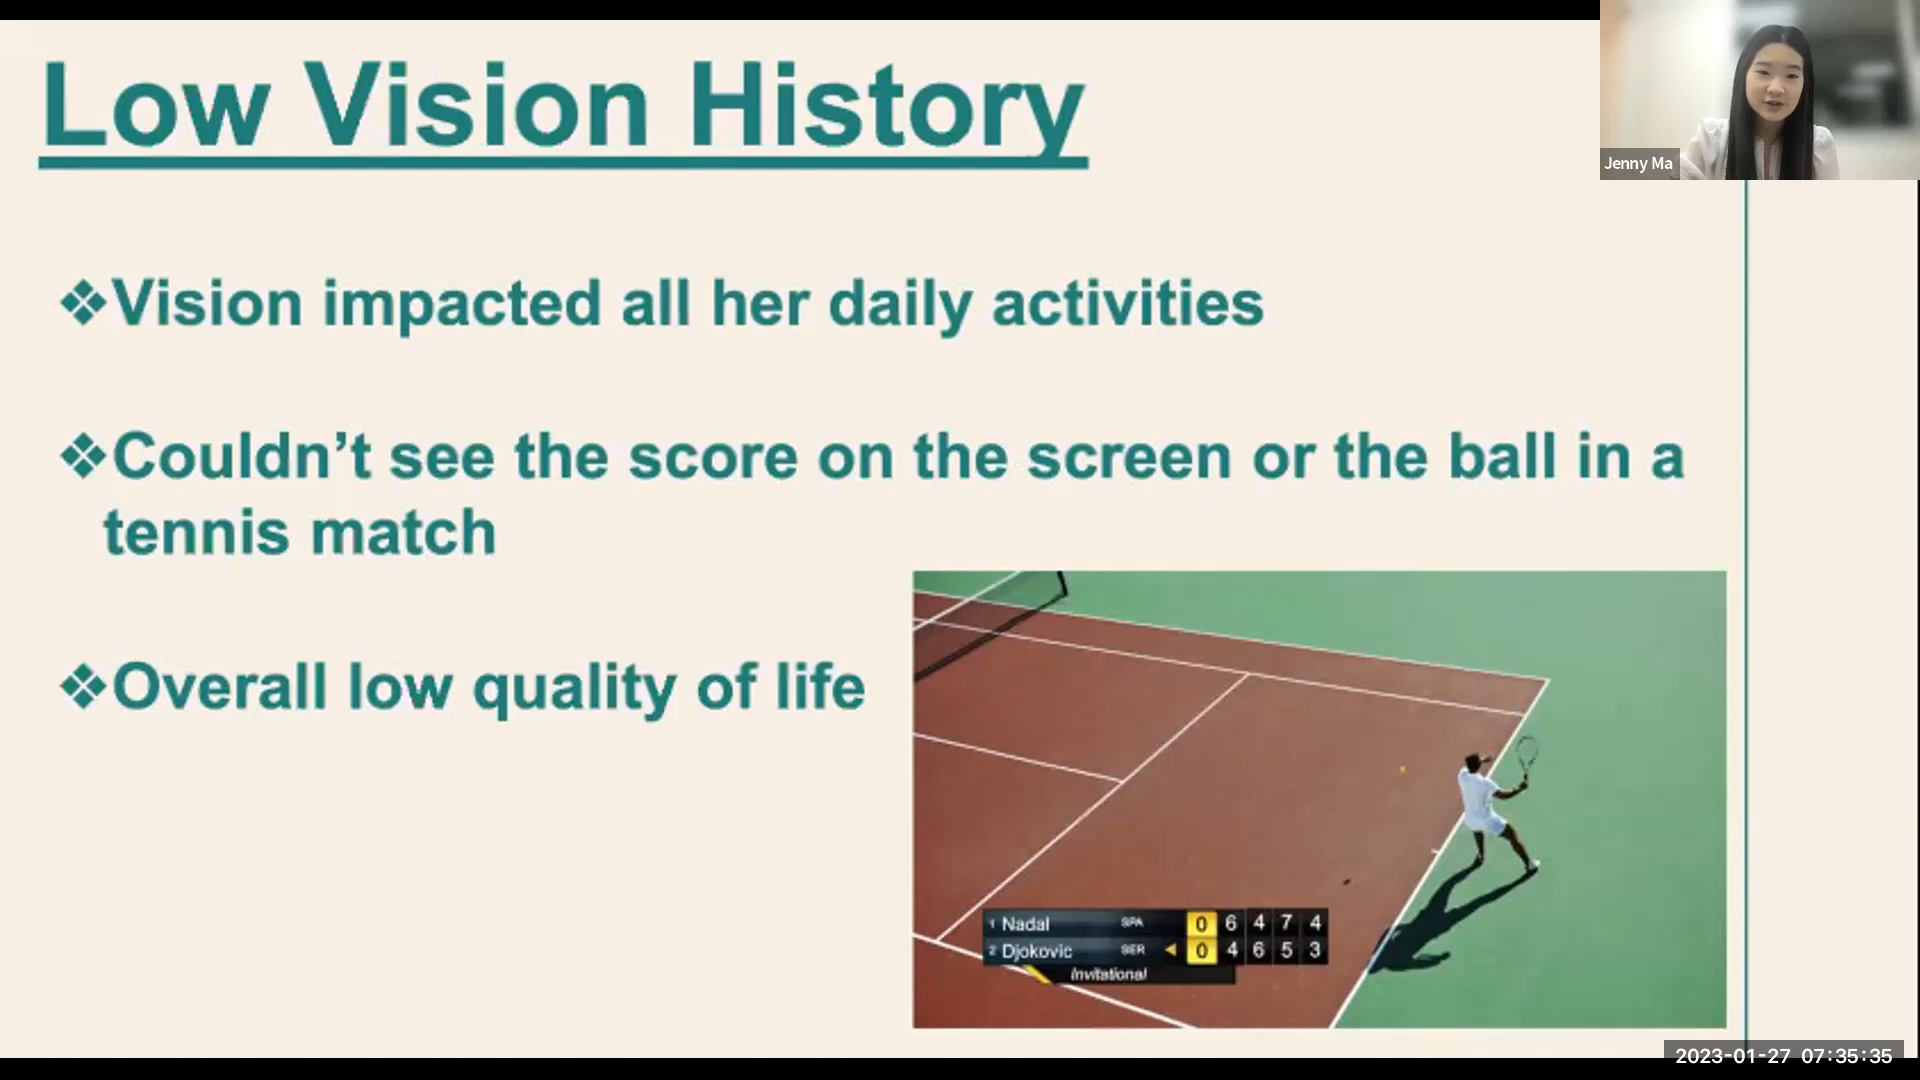 Low Vision History
Jenny Ma
❖Vision impacted all her daily activities
❖Couldn’t see the score on the screen or the ball in a
tennis match
❖Overall low quality of life
1 Nadal SPA 0 6 4 7 4
2 Djokovic SER 0 4 6 5 3
Invitational
2023-01-27 07:35:35